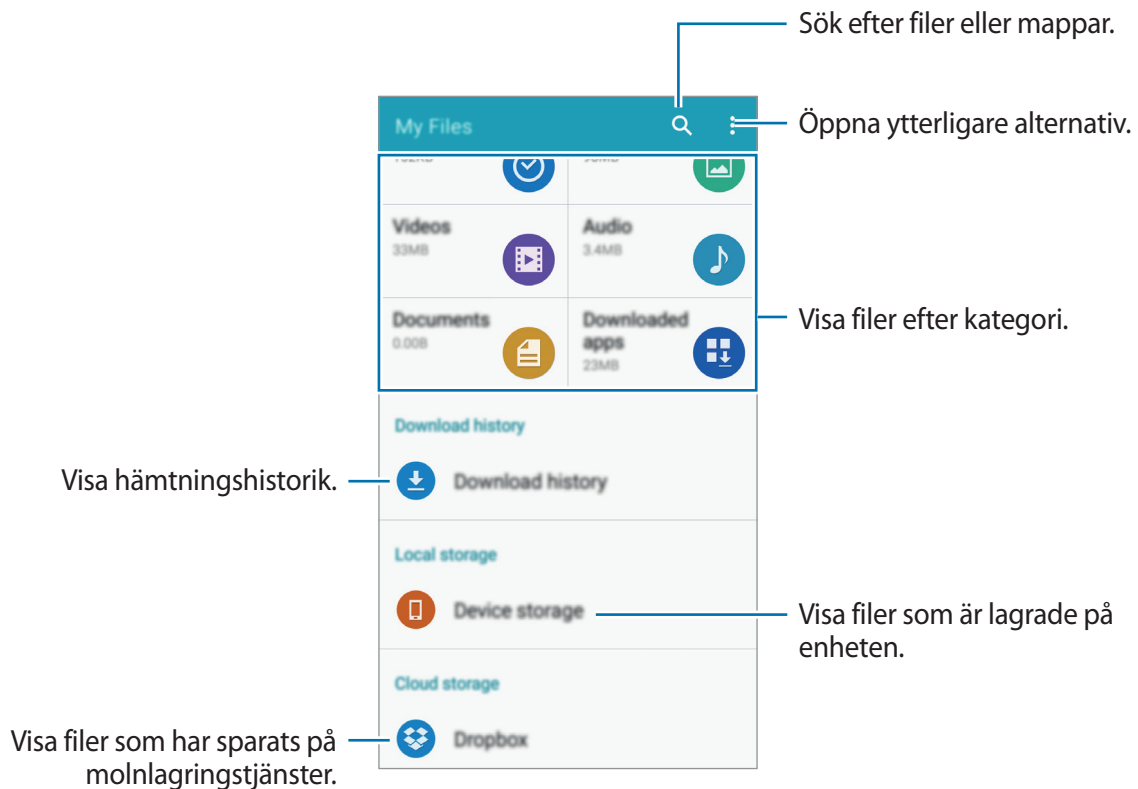 Sök efter filer eller mappar.
My Files
Öppna ytterligare alternativ.
Videos
33MB
Audio
3.4MB
Visa filer efter kategori.
Documents
0.00B
Downloaded
apps
23MB
Download history
Visa hämtningshistorik.
Download history
Local storage
Device storage
Visa filer som är lagrade på
enheten.
Cloud storage
Dropbox
Visa filer som har sparats på
molnlagringstjänster.